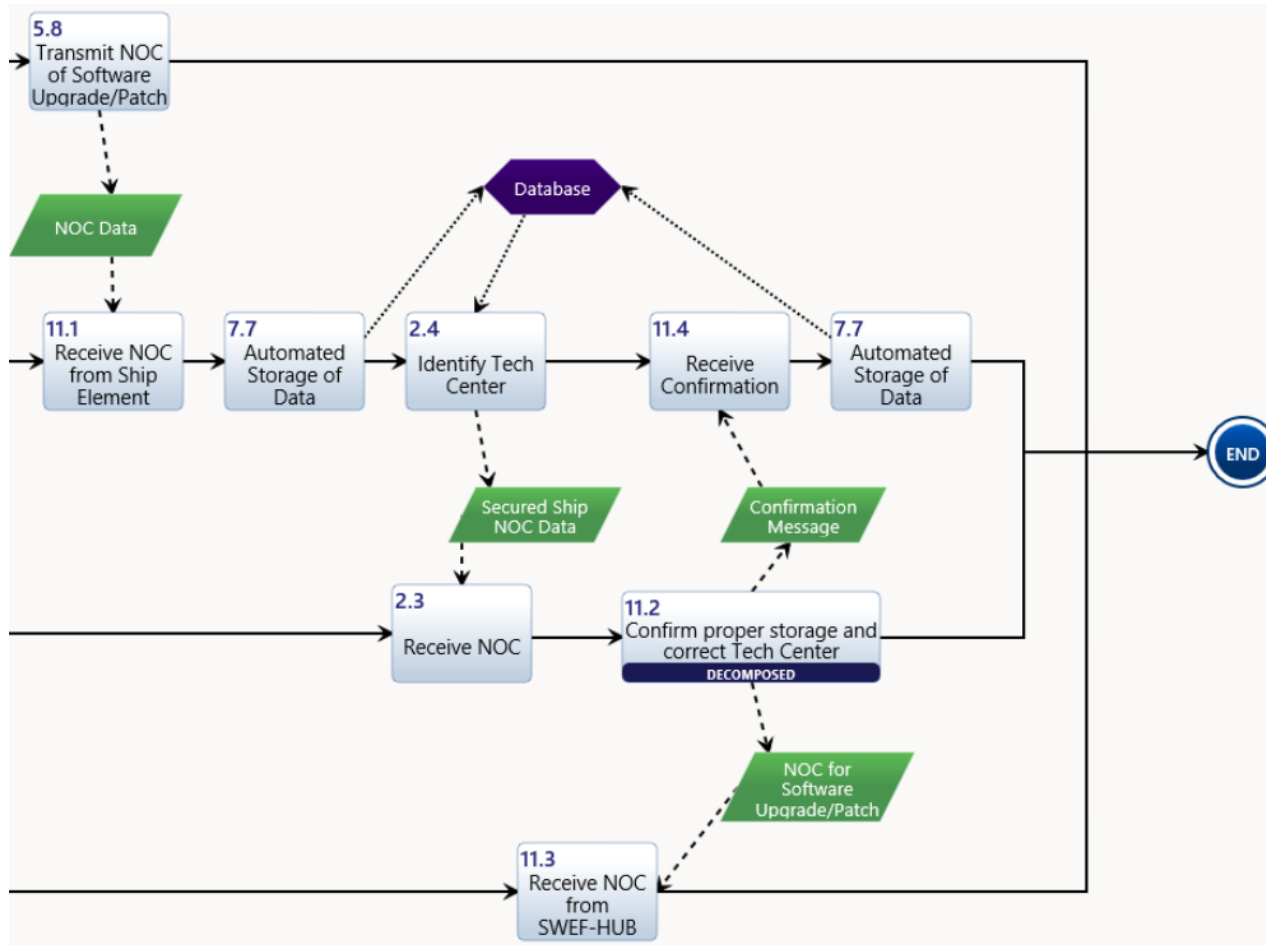 5.8
Transmit NOC
of Software
Upgrade/Patch
Database
NOC Data
11.1
Receive NOC
from Ship
Element
7.7
Automated
Storage of
Data
2.4
Identify Tech
Center
11.4
Receive
Confirmation
7.7
Automated
Storage of
Data
END
Secured Ship
NOC Data
Confirmation
Message
2.3
Receive NOC
11.2
Confirm proper storage and
correct Tech Center
DECOMPOSED
NOC for
Software
Upgrade/Patch
11.3
Receive NOC
from
SWEF-HUB